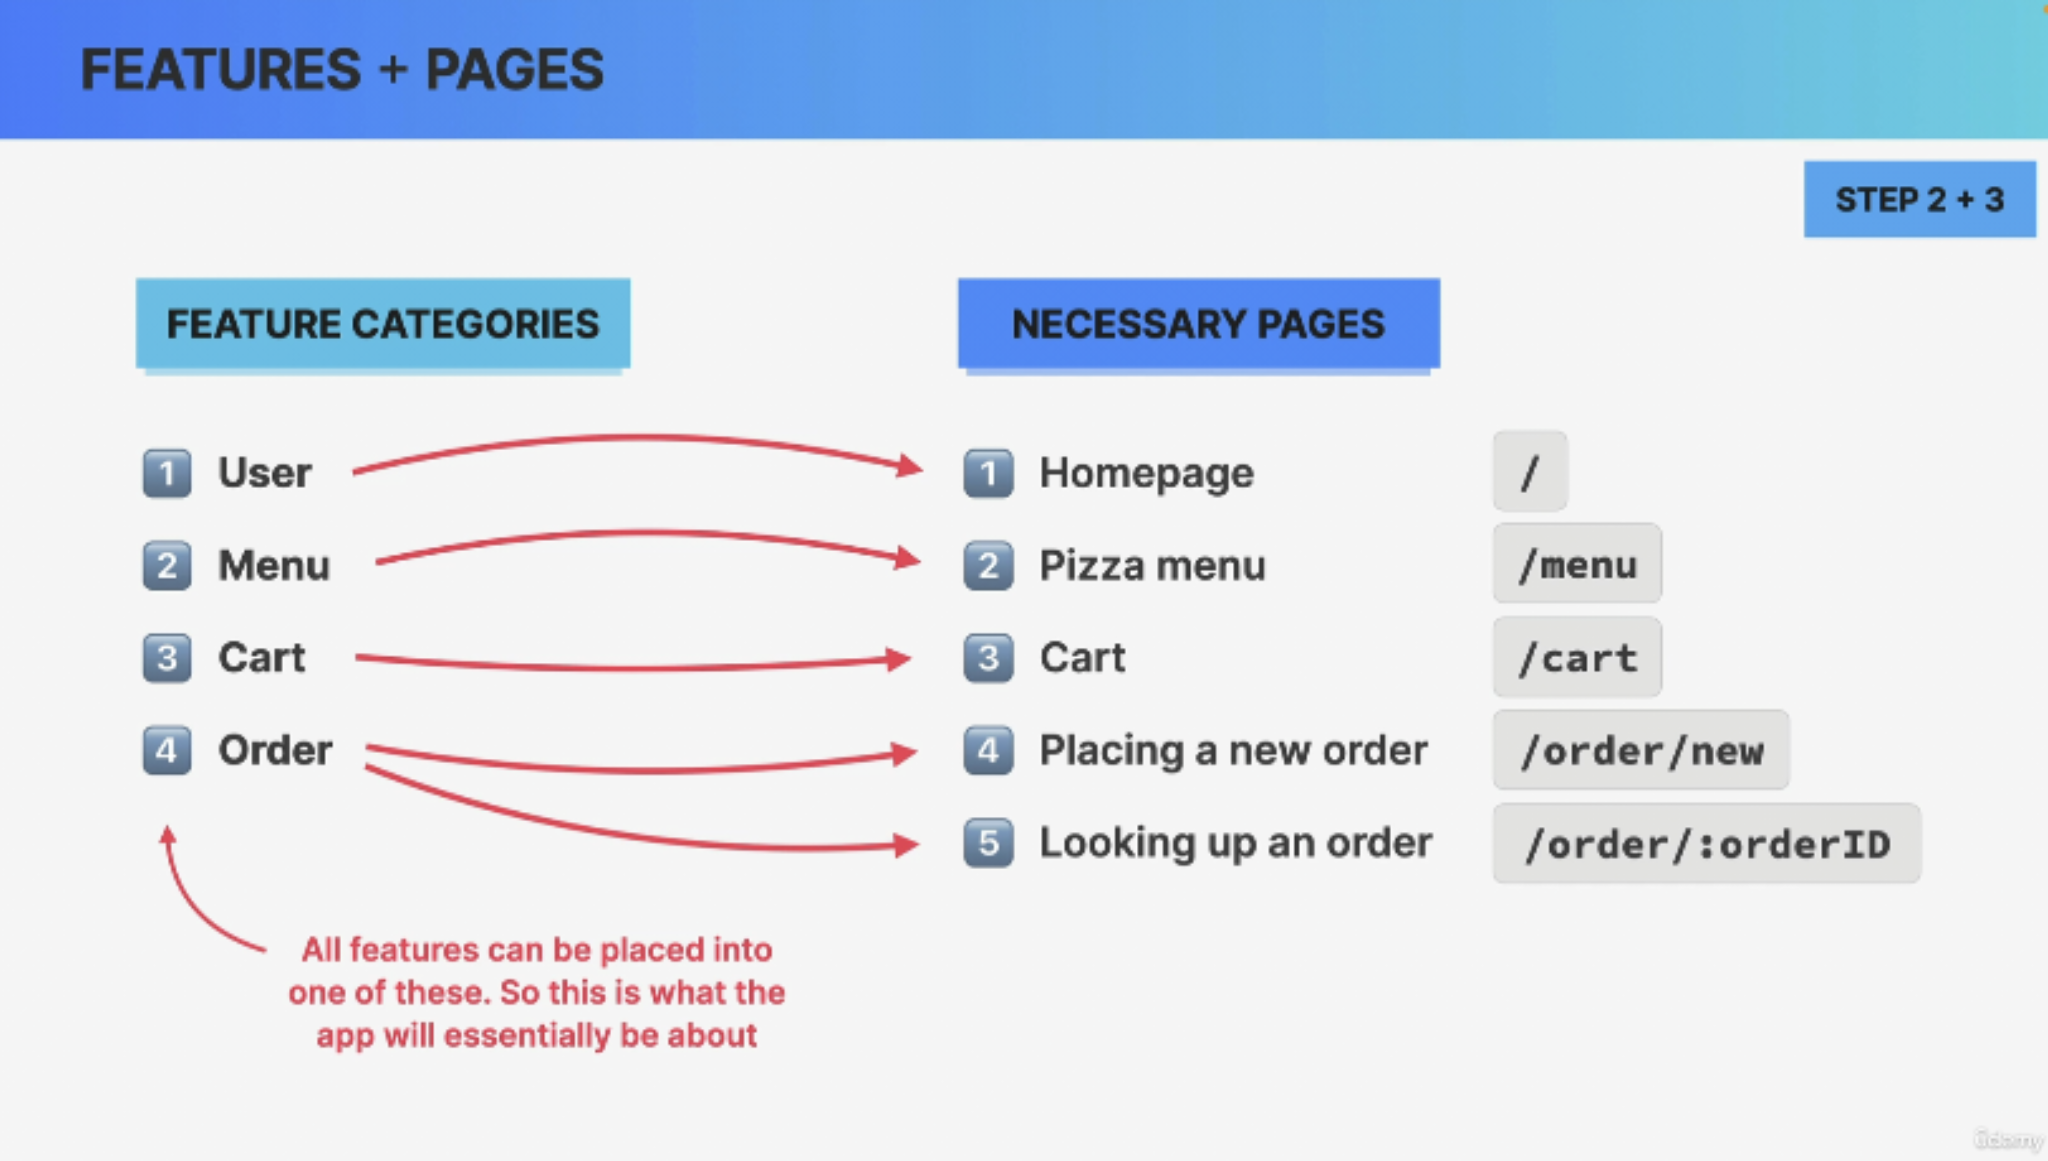 FEATURES + PAGES
STEP 2 + 3
FEATURE CATEGORIES
1 User
2 Menu
3 Cart
4 Order
All features can be placed into
one of these. So this is what the
app will essentially be about
NECESSARY PAGES
1 Homepage /
2 Pizza menu /menu
3 Cart /cart
4 Placing a new order /order/new
5 Looking up an order /order/:orderID
ûdemy